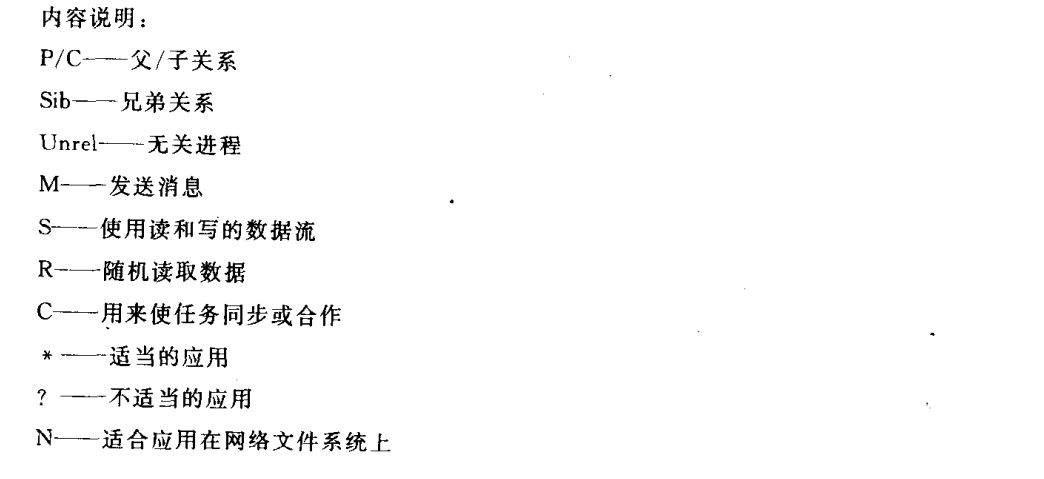 内容说明：
P/C——父/子关系
Sib——兄弟关系
Unrel——无关进程
M——发送消息
S——使用读和写的数据流
R——随机读取数据
C——用来使任务同步或合作
* ——适当的应用
? ——不适当的应用
N——适合应用在网络文件系统上